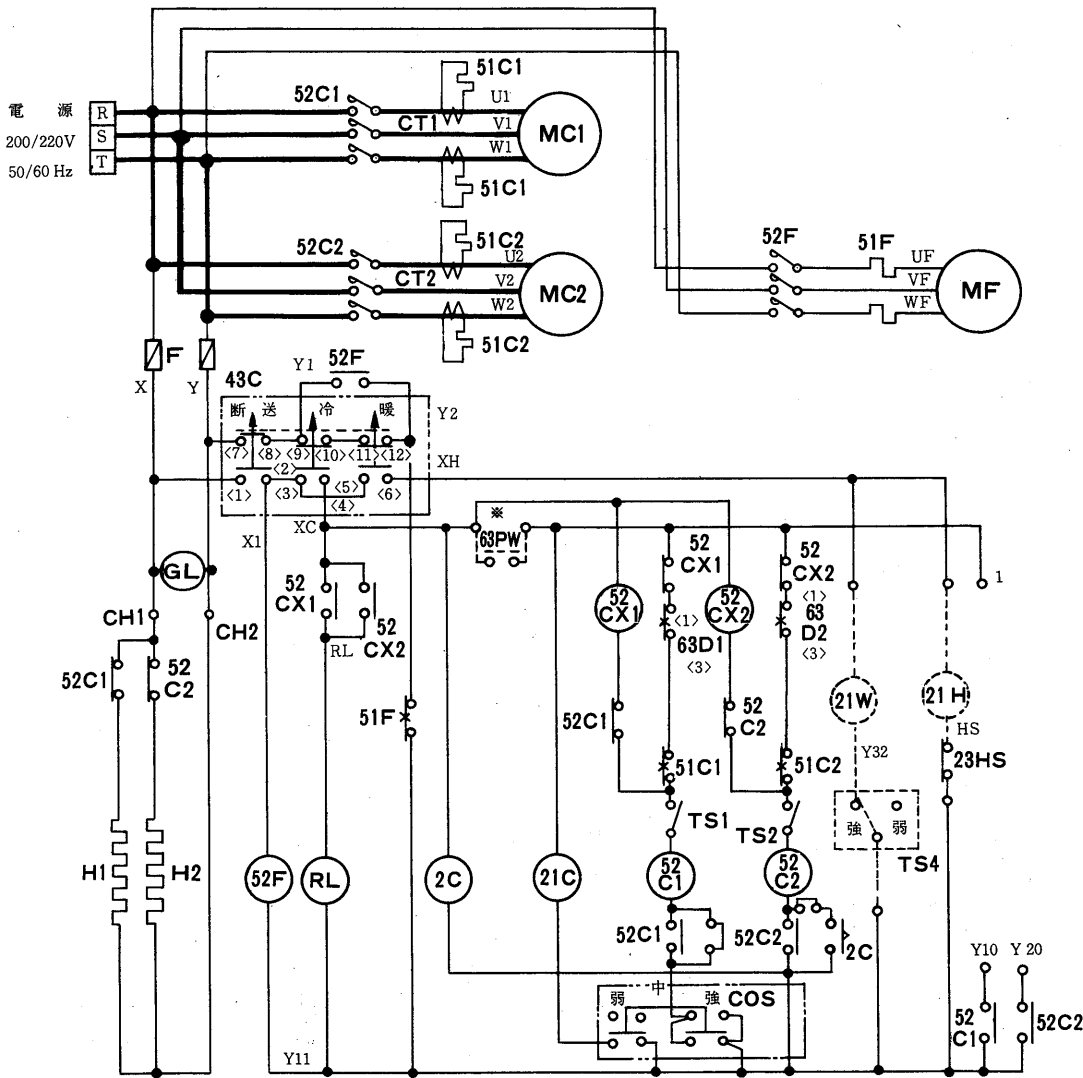 51C1
52C1
U1
電源
R
CT1
V1
MC1
200/220V
S
W1
50/60 Hz
T
51C1
51C2
52C2
U2
52F
51F
UF
CT2
V2
MC2
VF
MF
W2
WF
51C2
F
X
Y
43C
Y1
52F
断 送 冷 暖
Y2
<7> <8> <9> <10> <11> <12>
XH
<2>
<1> <3> <5> <6>
<4>
※
X1
XC
63PW
52
CX1
52
CX2
<1>
GL
52
CX1
52
CX1
52
CX2
<1>
63D1
<3>
63
D2
<3>
1
CH1
CH2
RL
52
CX2
52C1
52
C2
51F
52C1
52
C2
21W
21H
HS
23HS
Y32
51C1
51C2
TS1
TS2
強 弱
TS4
H1
H2
52F
RL
2C
21C
52
C1
52
C2
52C1
52C2
2C
Y10
Y20
弱 中 強
COS
52
C1
52C2
Y11